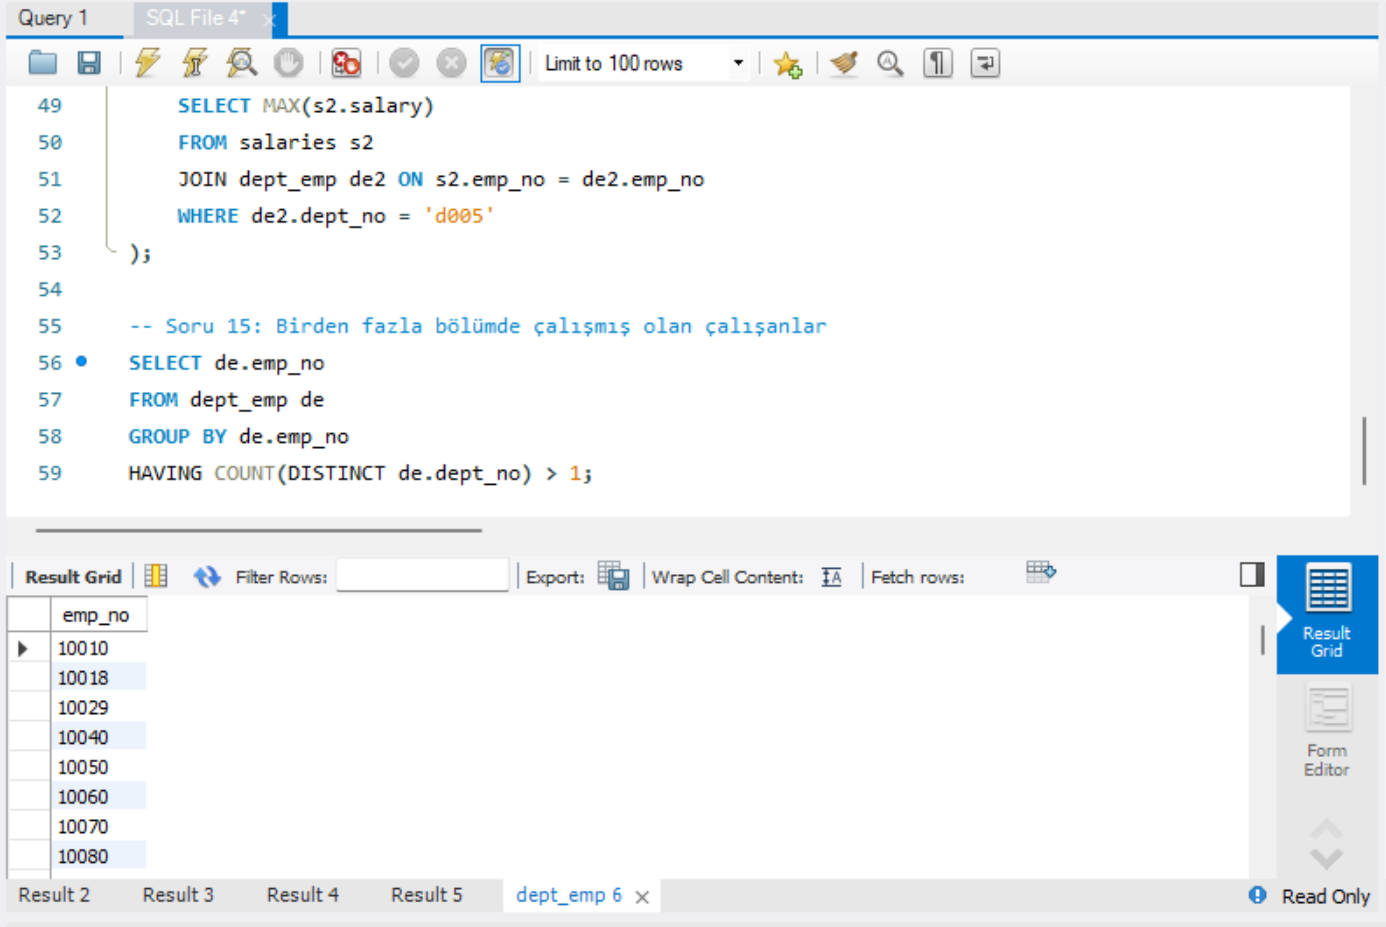 Query 1
SQL File 4*
Limit to 100 rows
49 SELECT MAX(s2.salary)
50 FROM salaries s2
51 JOIN dept_emp de2 ON s2.emp_no = de2.emp_no
52 WHERE de2.dept_no = 'd005'
53 );
54
55 -- Soru 15: Birden fazla bölümde çalışmış olan çalışanlar
56 SELECT de.emp_no
57 FROM dept_emp de
58 GROUP BY de.emp_no
59 HAVING COUNT(DISTINCT de.dept_no) > 1;
Result Grid Filter Rows: Export: Wrap Cell Content: Fetch rows:
emp_no
10010
10018
10029
10040
10050
10060
10070
10080
Result Grid
Form Editor
Result 2 Result 3 Result 4 Result 5 dept_emp 6 Read Only